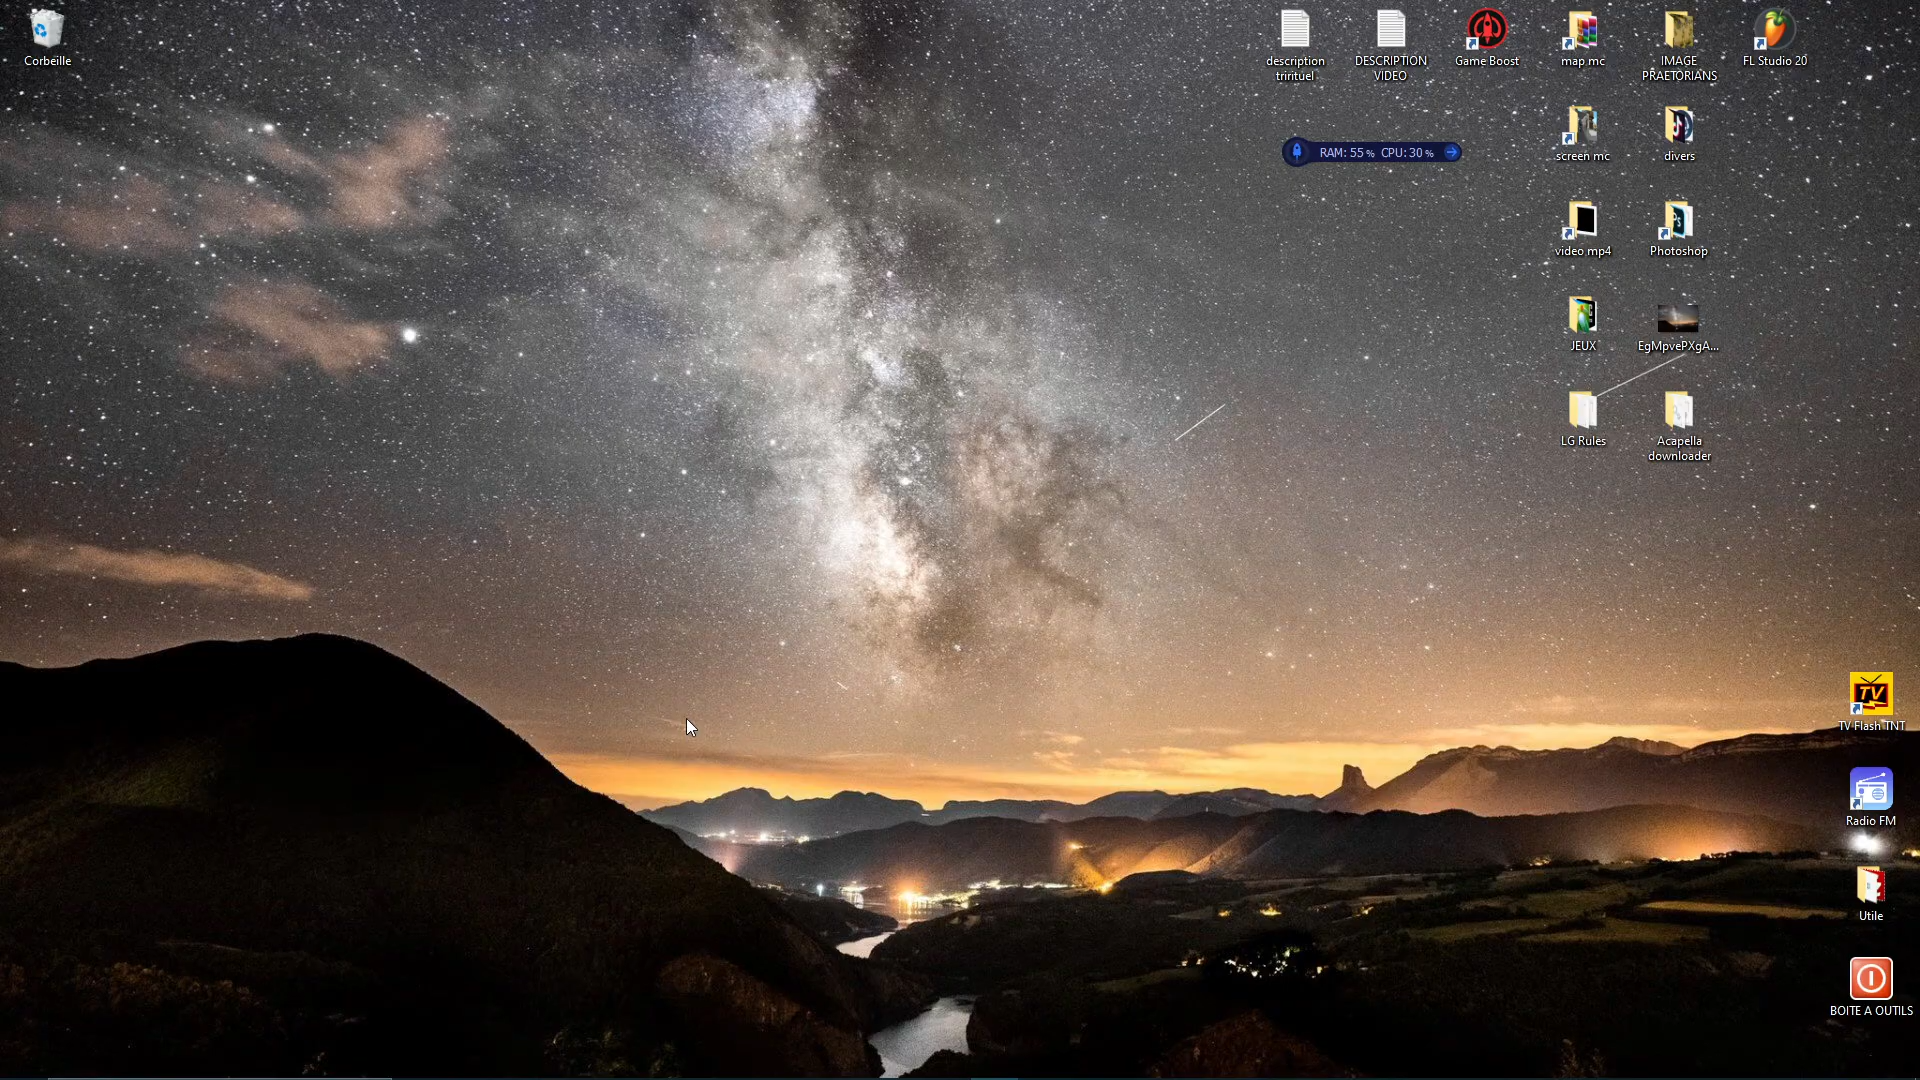 Corbeille
description
trirituel
DESCRIPTION
VIDEO
Game Boost
map mc
IMAGE
PRAETORIANS
FL Studio 20
RAM: 55 % CPU: 30 %
screen mc
divers
video mp4
Photoshop
JEUX
EgMpvePXgA...
LG Rules
Acapella
downloader
TV
TV Flash TNT
Radio FM
Utile
BOITE A OUTILS